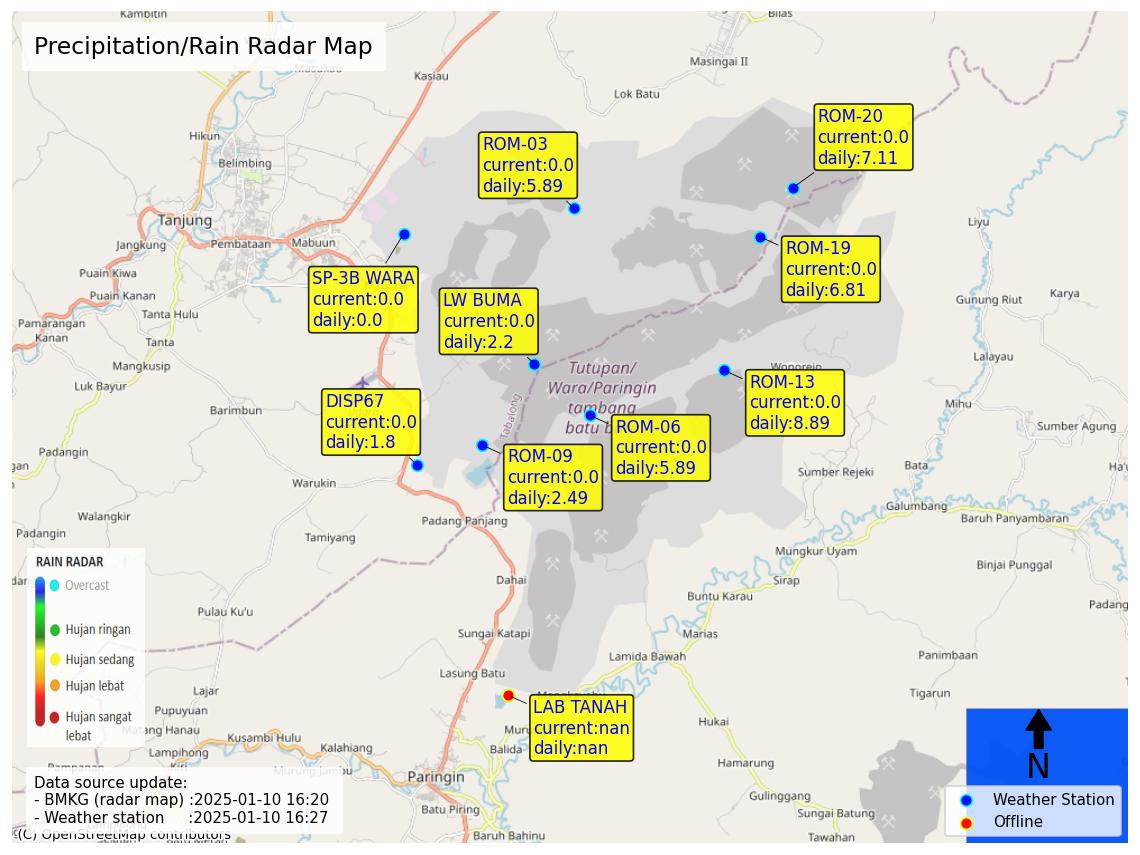 Kambitin
Bilas
Precipitation/Rain Radar Map
Masingai II
Masukau
Kasiau
Lok Batu
ROM-20
current:0.0
daily:7.11
Hikun
ROM-03
current:0.0
daily:5.89
Belimbing
Tanjung
Liyu
Jangkung
Pembataan
Mabuun
ROM-19
current:0.0
daily:6.81
Puain Kiwa
SP-3B WARA
current:0.0
daily:0.0
Puain Kanan
LW BUMA
current:0.0
daily:2.2
Karya
Gunung Riut
Tanta Hulu
Pamarangan
Kanan
Tanta
Lalayau
Mangkusip
Tutupan/
Wara/Paringin
tambang
batu b
Wonorejo
ROM-13
current:0.0
daily:8.89
Luk Bayur
DISP67
current:0.0
daily:1.8
Barimbun
Tabalong
Mihu
ROM-06
current:0.0
daily:5.89
Sumber Agung
ROM-09
current:0.0
daily:2.49
gan
Bata
Sumber Rejeki
Warukin
Galumbang
Walangkir
Padang Panjang
Baruh Panyambaran
Padangin
Tamiyang
Mungkur Uyam
Binjai Punggal
RAIN RADAR
Overcast
Hujan ringan
Hujan sedang
Hujan lebat
Hujan sangat
lebat
dar
Dahai
Sirap
Buntu Karau
Padang
Pulau Ku'u
Sungai Katapi
Marias
Lamida Bawah
Panimbaan
Lasung Batu
Lajar
Tigarun
Mangkayahu
LAB TANAH
current:nan
daily:nan
Pupuyuan
Hukai
Matang Hanau
Kusambi Hulu
Muru
Kalahiang
Balida
Lampihong
Kiri
Hamarung
Pampanan
Murung Jambu
Paringin
N
Data source update:
- BMKG (radar map) :2025-01-10 16:20
- Weather station :2025-01-10 16:27
Gulinggang
Weather Station
Offline
Batu Piring
Sungai Batung
(C) OpenStreetMap contributors
Batu Merah
Baruh Bahinu
Tawahan